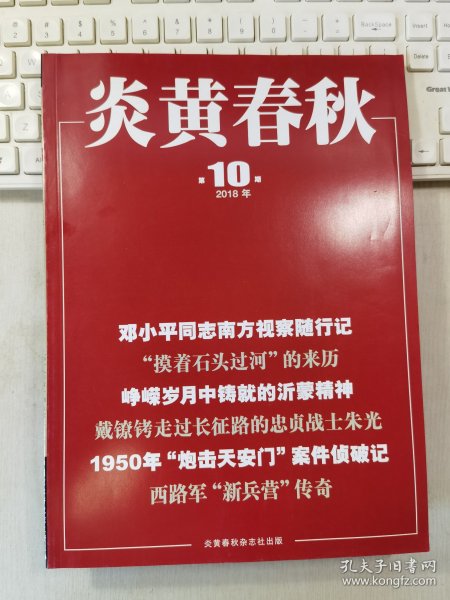 炎黄春秋
第10期
2018年
邓小平同志南方视察随行记
“摸着石头过河”的来历
峥嵘岁月中铸就的沂蒙精神
戴镣铐走过长征路的忠贞战士朱光
1950年“炮击天安门”案件侦破记
西路军“新兵营”传奇
炎黄春秋杂志社出版
孔夫子旧书网
www.kongfz.com